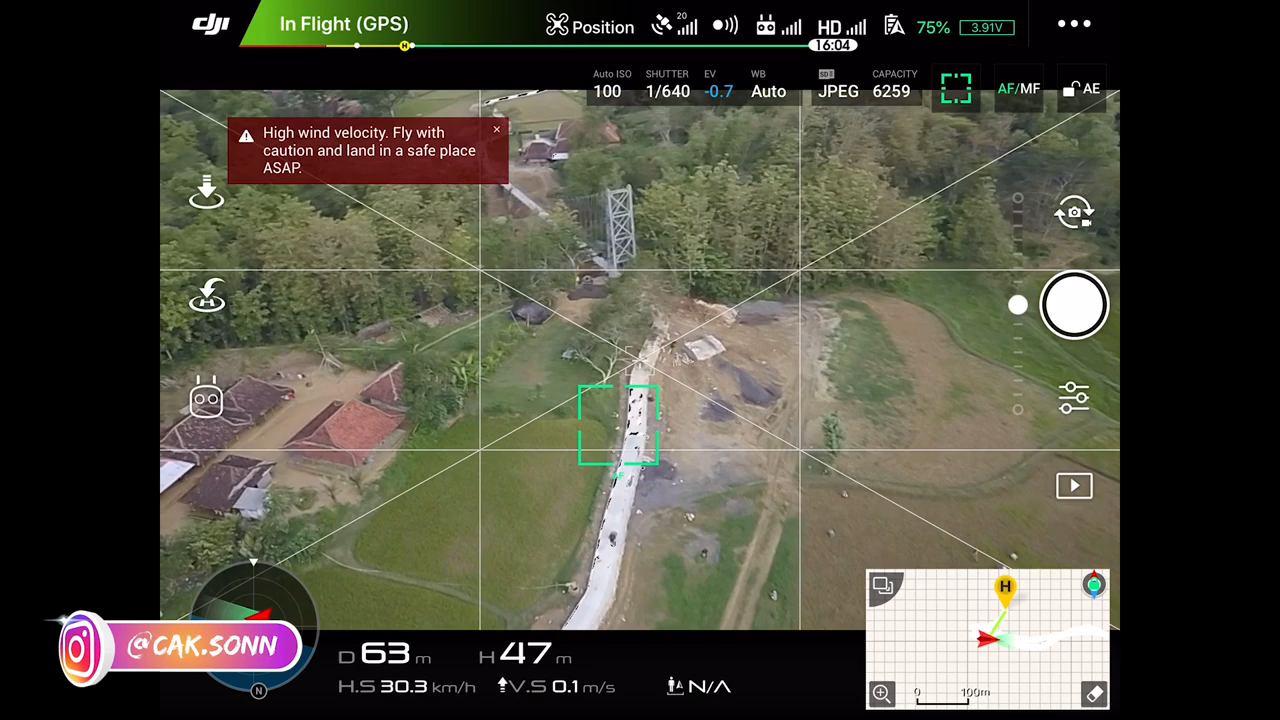 dji
In Flight (GPS)
Position
20
HD
75%
3.91V
H
16:04
Auto ISO
100
SHUTTER
1/640
EV
-0.7
WB
Auto
SD
JPEG
CAPACITY
6259
AF/MF
AE
High wind velocity. Fly with
caution and land in a safe place
ASAP.
AF
H
0 100m
D 63 m
H 47 m
H.S 30.3 km/h
V.S 0.1 m/s
N/A
@CAK.SONN
N